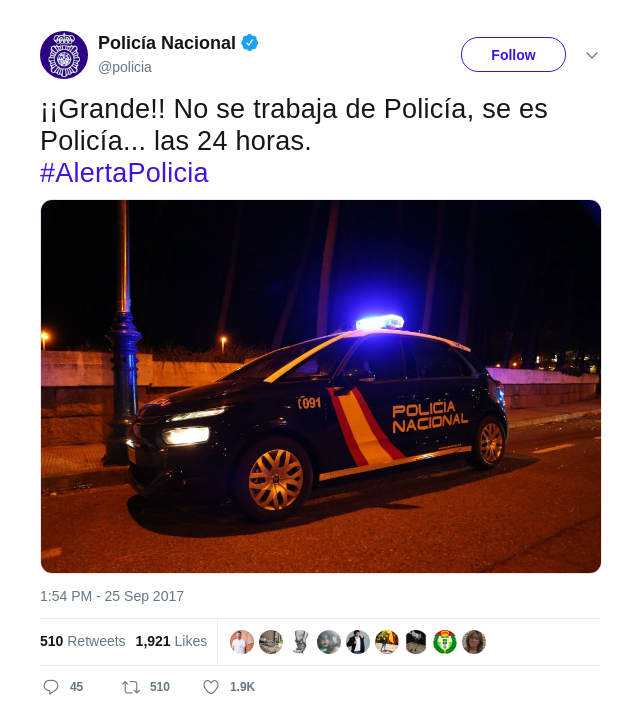 Policía Nacional
@policia
Follow
¡¡Grande!! No se trabaja de Policía, se es
Policía... las 24 horas.
#AlertaPolicia
091
POLICÍA
NACIONAL
1:54 PM - 25 Sep 2017
510 Retweets 1,921 Likes
45 510 1.9K